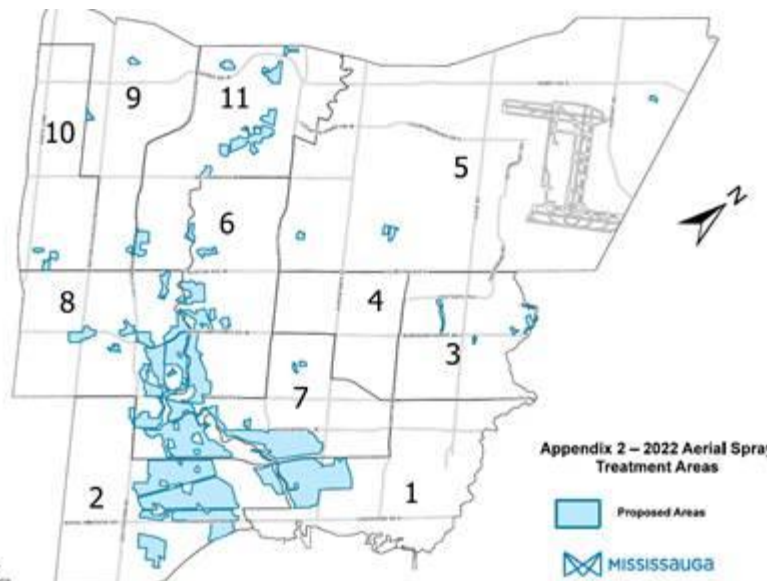 9
11
10
5
N
6
8
4
3
7
2
1
Appendix 2 – 2022 Aerial Spray
Treatment Areas
Proposed Areas
MISSISSAUGA